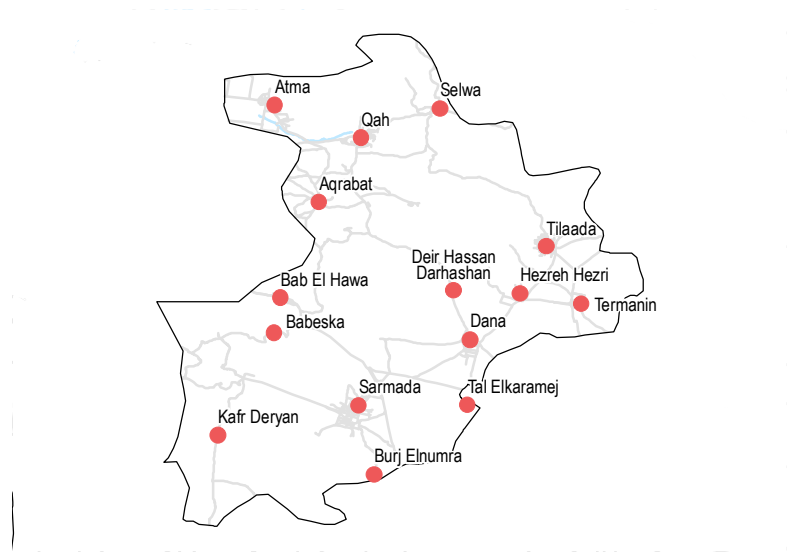 Atma
Selwa
Qah
Aqrabat
Tilaada
Deir Hassan
Darhashan
Hezreh Hezri
Bab El Hawa
Termanin
Babeska
Dana
Sarmada
Tal Elkaramej
Kafr Deryan
Burj Elnumra